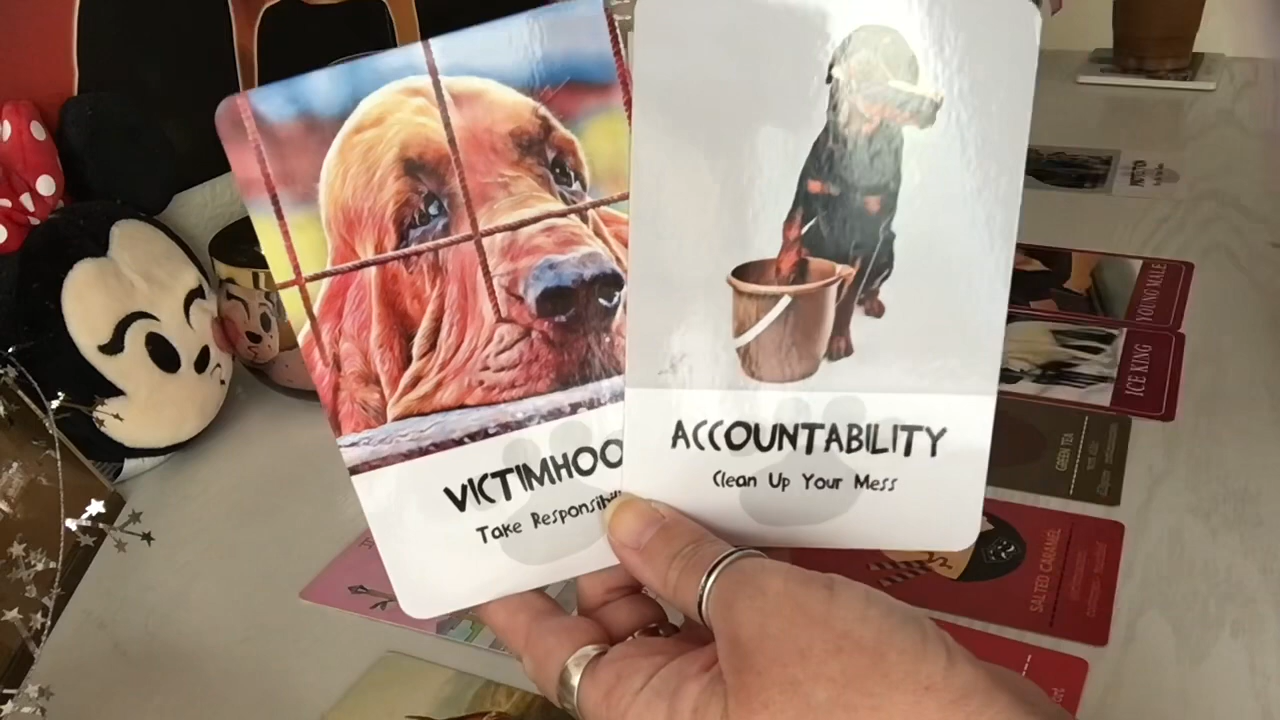 VICTIMHOO
Take Responsib
ACCOUNTABILITY
Clean Up Your Mess
YOUNG MALE
ICE KING
GREEN TEA
SALTED CARAMEL